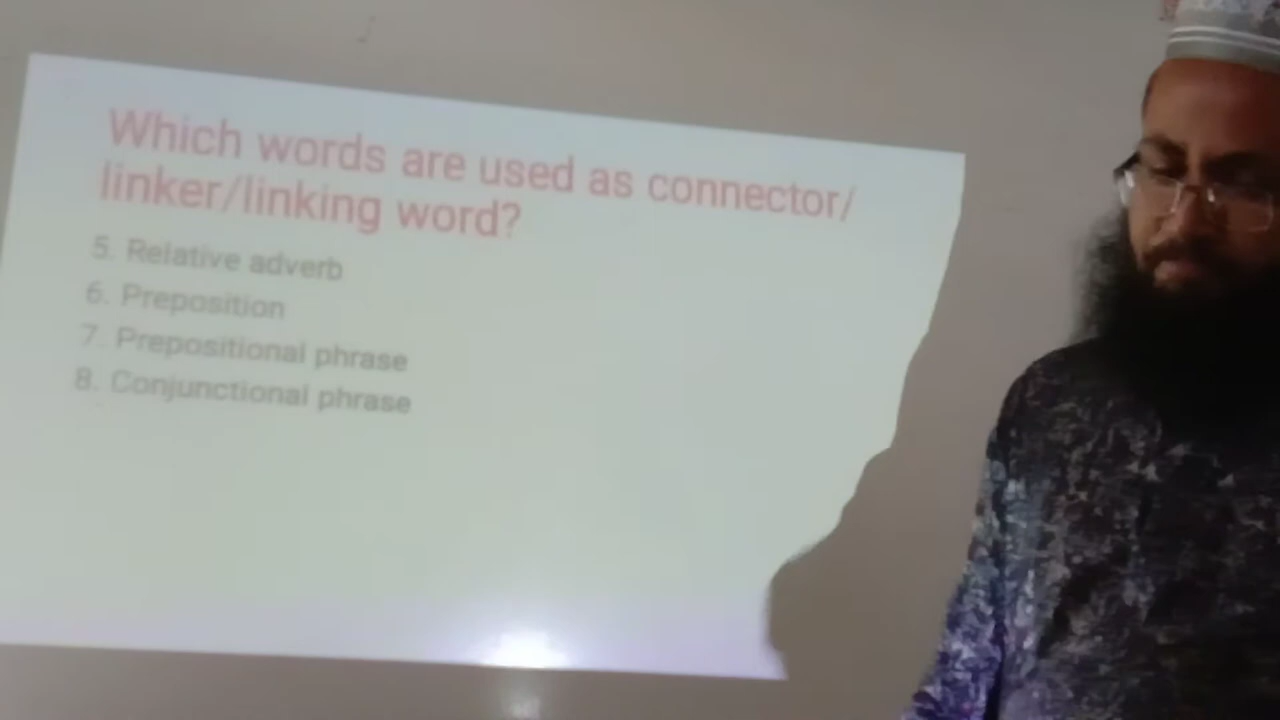 Which words are used as connector/
linker/linking word?
5. Relative adverb
6. Preposition
7. Prepositional phrase
8. Conjunctional phrase